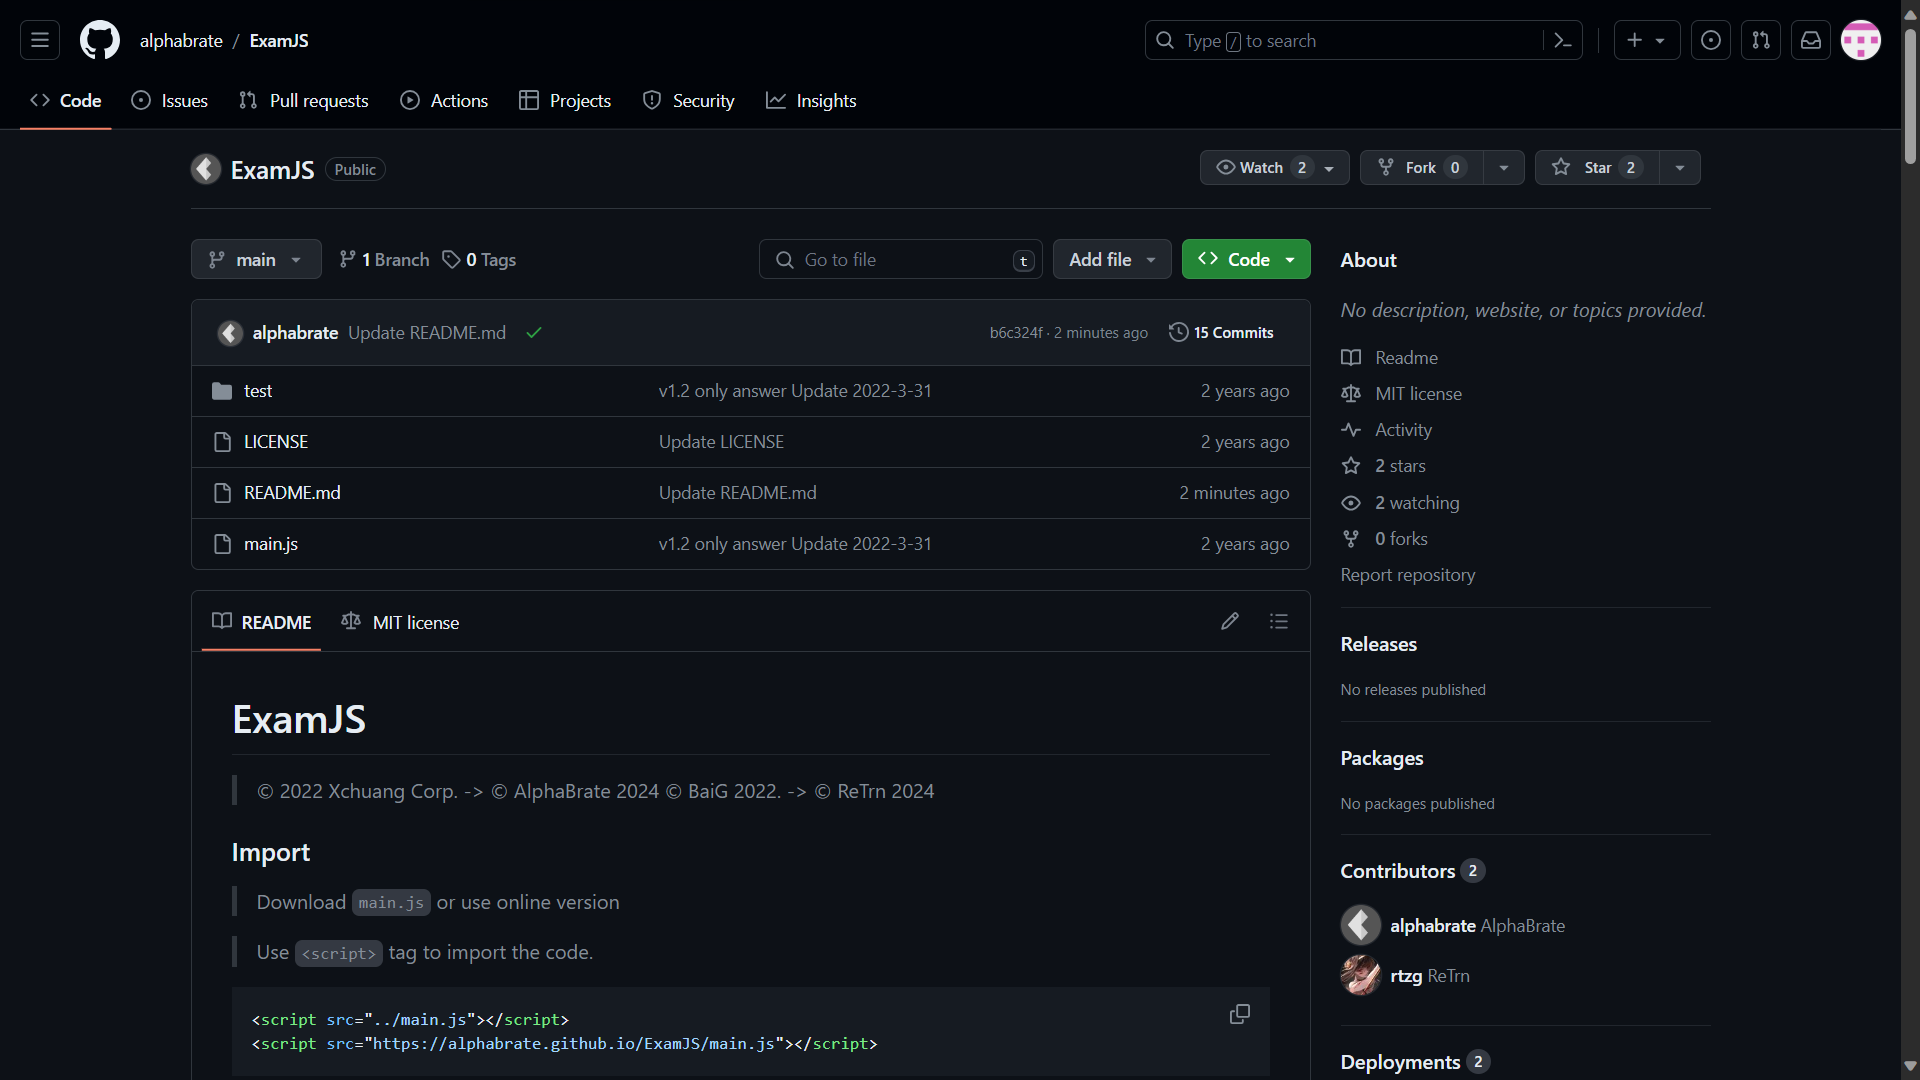 alphabrate / ExamJS
Type / to search
Code Issues Pull requests Actions Projects Security Insights
ExamJS Public
Watch 2 Fork 0 Star 2
main 1 Branch 0 Tags Go to file t Add file Code
alphabrate Update README.md b6c324f · 2 minutes ago 15 Commits
test v1.2 only answer Update 2022-3-31 2 years ago
LICENSE Update LICENSE 2 years ago
README.md Update README.md 2 minutes ago
main.js v1.2 only answer Update 2022-3-31 2 years ago
README MIT license
ExamJS
© 2022 Xchuang Corp. -> © AlphaBrate 2024 © BaiG 2022. -> © ReTrn 2024
Import
Download main.js or use online version
Use <script> tag to import the code.
<script src="../main.js"></script>
<script src="https://alphabrate.github.io/ExamJS/main.js"></script>
About
No description, website, or topics provided.
Readme
MIT license
Activity
2 stars
2 watching
0 forks
Report repository
Releases
No releases published
Packages
No packages published
Contributors 2
alphabrate AlphaBrate
rtzg ReTrn
Deployments 2